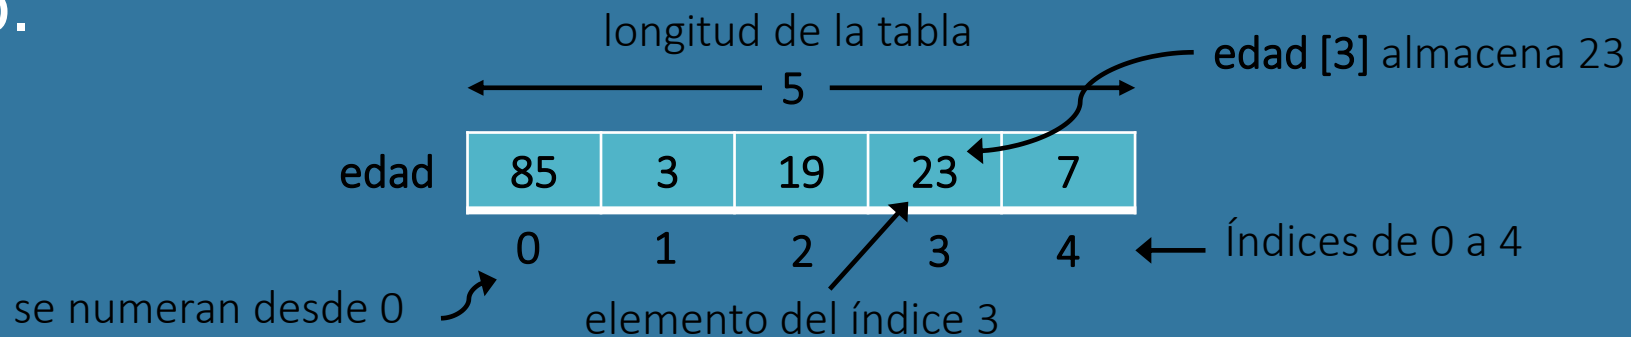 longitud de la tabla
edad [3] almacena 23
5
edad 85 3 19 23 7
0 1 2 3 4
Índices de 0 a 4
se numeran desde 0
elemento del índice 3